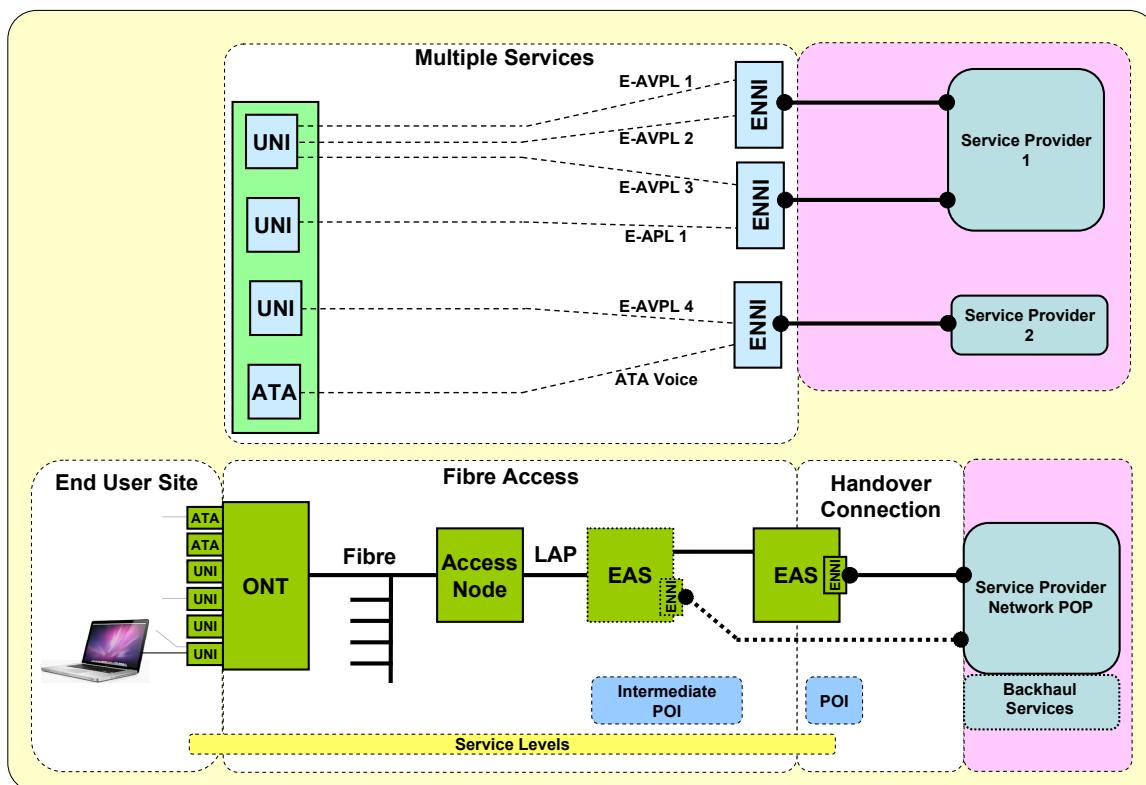 Multiple Services
E-AVPL 1
UNI
ENNI
E-AVPL 2
Service Provider
1
E-AVPL 3
UNI
ENNI
E-APL 1
UNI
E-AVPL 4
ENNI
Service Provider
2
ATA
ATA Voice
End User Site
Fibre Access
Handover
Connection
ATA
ATA
UNI
UNI
UNI
UNI
ONT
Fibre
Access
Node
LAP
EAS
ENNI
EAS
ENNI
Service Provider
Network POP
Intermediate
POI
POI
Backhaul
Services
Service Levels